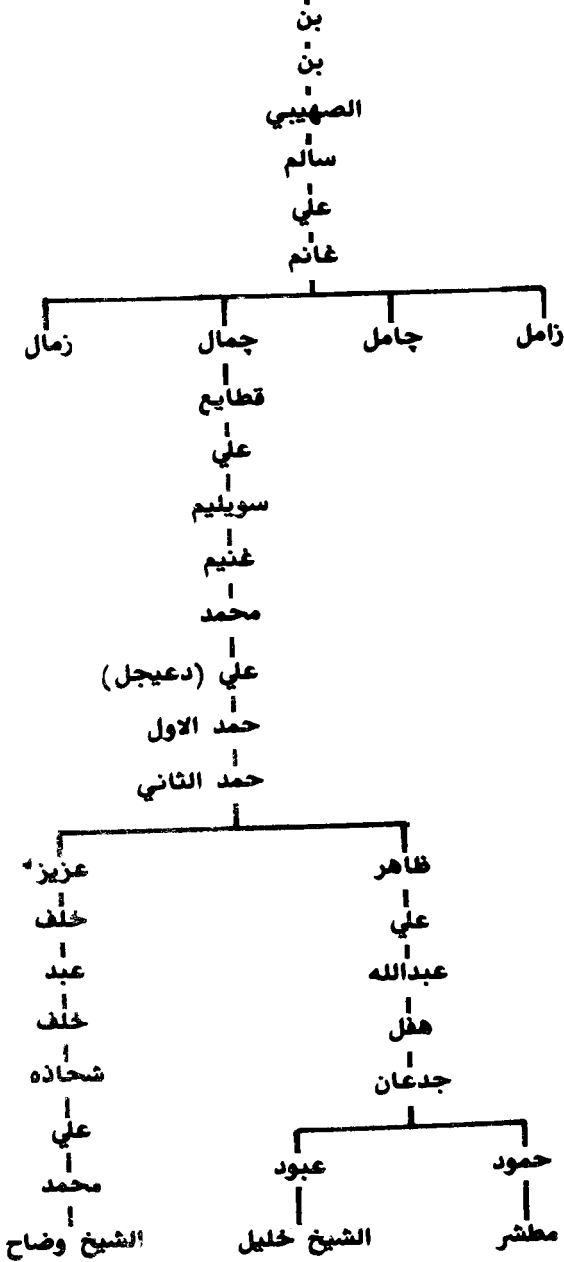 بن
بن
الصهيبي
سالم
علي
غانم
زامل چامل چمال زمال
قطايع
علي
سويليم
غنيم
محمد
علي (دعيجل)
حمد الاول
حمد الثاني
ظاهر عزيز*
علي خلف
عبدالله عبد
هفل خلف
جدعان شحاذه
علي
حمود عبود محمد
مطشر الشيخ خليل الشيخ وضاح